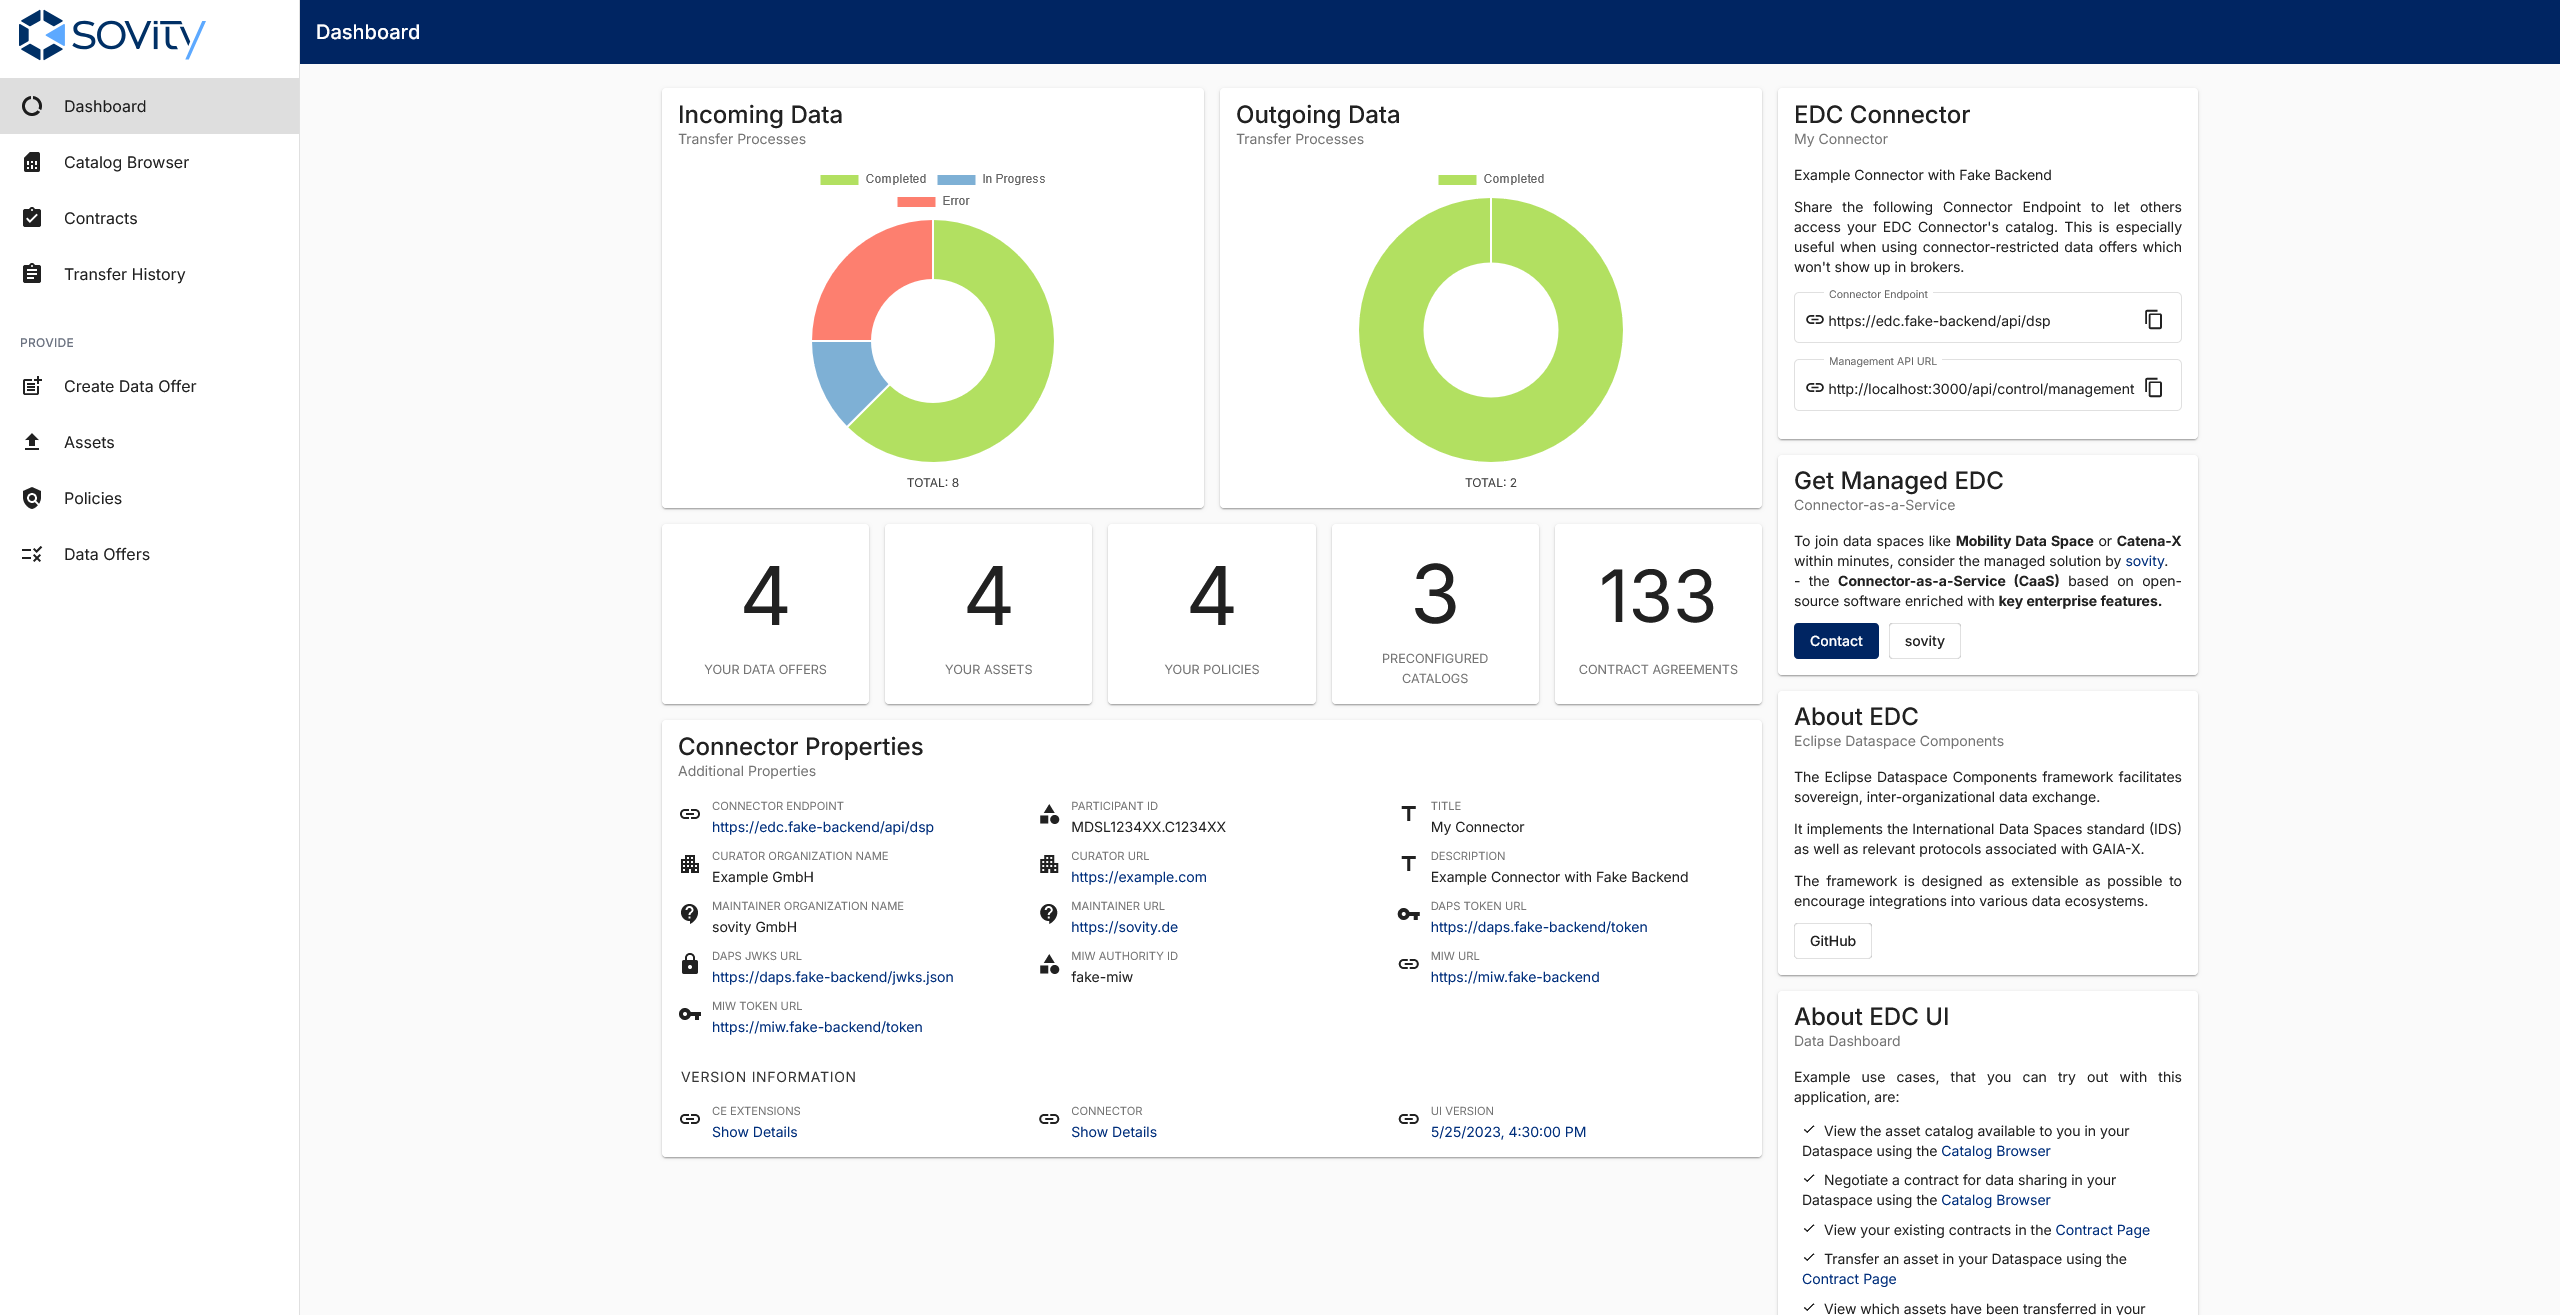 sovity
Dashboard
Dashboard
Catalog Browser
Contracts
Transfer History
PROVIDE
Create Data Offer
Assets
Policies
Data Offers
Incoming Data
Transfer Processes
Completed
In Progress
Error
TOTAL: 8
Outgoing Data
Transfer Processes
Completed
TOTAL: 2
4
YOUR DATA OFFERS
4
YOUR ASSETS
4
YOUR POLICIES
3
PRECONFIGURED
CATALOGS
133
CONTRACT AGREEMENTS
Connector Properties
Additional Properties
CONNECTOR ENDPOINT
https://edc.fake-backend/api/dsp
PARTICIPANT ID
MDSL1234XX.C1234XX
TITLE
My Connector
CURATOR ORGANIZATION NAME
Example GmbH
CURATOR URL
https://example.com
DESCRIPTION
Example Connector with Fake Backend
MAINTAINER ORGANIZATION NAME
sovity GmbH
MAINTAINER URL
https://sovity.de
DAPS TOKEN URL
https://daps.fake-backend/token
DAPS JWKS URL
https://daps.fake-backend/jwks.json
MIW AUTHORITY ID
fake-miw
MIW URL
https://miw.fake-backend
MIW TOKEN URL
https://miw.fake-backend/token
VERSION INFORMATION
CE EXTENSIONS
Show Details
CONNECTOR
Show Details
UI VERSION
5/25/2023, 4:30:00 PM
EDC Connector
My Connector
Example Connector with Fake Backend
Share the following Connector Endpoint to let others
access your EDC Connector's catalog. This is especially
useful when using connector-restricted data offers which
won't show up in brokers.
Connector Endpoint
https://edc.fake-backend/api/dsp
Management API URL
http://localhost:3000/api/control/management
Get Managed EDC
Connector-as-a-Service
To join data spaces like Mobility Data Space or Catena-X
within minutes, consider the managed solution by sovity.
- the Connector-as-a-Service (CaaS) based on open-
source software enriched with key enterprise features.
Contact
sovity
About EDC
Eclipse Dataspace Components
The Eclipse Dataspace Components framework facilitates
sovereign, inter-organizational data exchange.
It implements the International Data Spaces standard (IDS)
as well as relevant protocols associated with GAIA-X.
The framework is designed as extensible as possible to
encourage integrations into various data ecosystems.
GitHub
About EDC UI
Data Dashboard
Example use cases, that you can try out with this
application, are:
View the asset catalog available to you in your
Dataspace using the Catalog Browser
Negotiate a contract for data sharing in your
Dataspace using the Catalog Browser
View your existing contracts in the Contract Page
Transfer an asset in your Dataspace using the
Contract Page
View which assets have been transferred in your